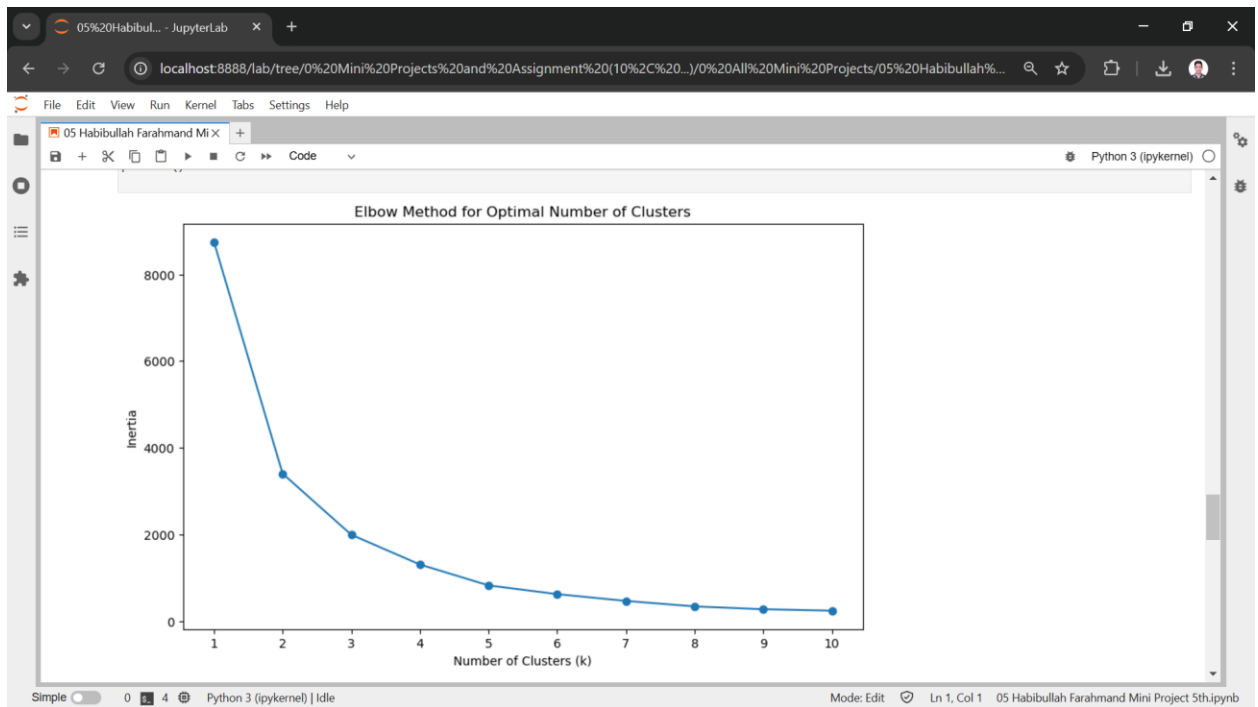 05%20Habibul... - JupyterLab
localhost:8888/lab/tree/0%20Mini%20Projects%20and%20Assignment%20(10%2C%20...)/0%20All%20Mini%20Projects/05%20Habibullah%...
File Edit View Run Kernel Tabs Settings Help
05 Habibullah Farahmand Mi
Code Python 3 (ipykernel)
Elbow Method for Optimal Number of Clusters
8000
6000
4000
2000
0
Inertia
1 2 3 4 5 6 7 8 9 10
Number of Clusters (k)
Simple 0 4 Python 3 (ipykernel) | Idle Mode: Edit Ln 1, Col 1 05 Habibullah Farahmand Mini Project 5th.ipynb